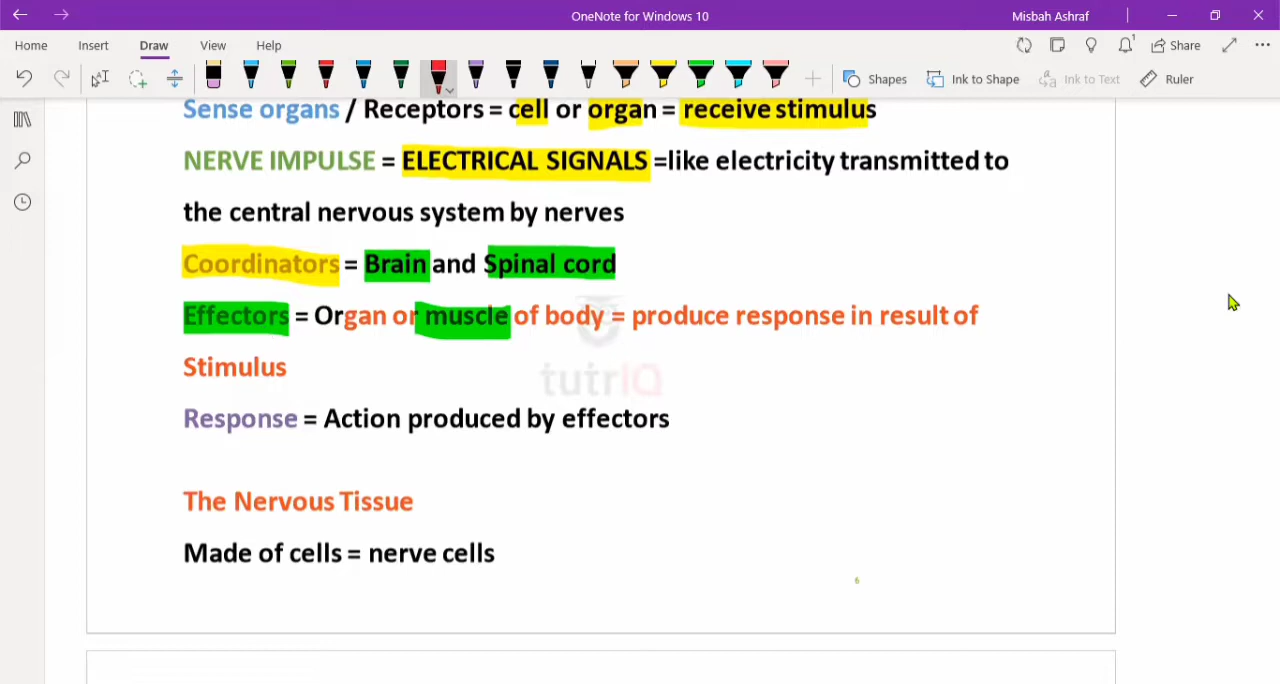 OneNote for Windows 10
Misbah Ashraf
Home Insert Draw View Help
1
Share
Shapes
Ink to Shape
Ink to Text
Ruler
Sense organs / Receptors = cell or organ = receive stimulus
NERVE IMPULSE = ELECTRICAL SIGNALS =like electricity transmitted to
the central nervous system by nerves
Coordinators = Brain and Spinal cord
Effectors = Organ or muscle of body = produce response in result of
Stimulus
tutrIQ
Response = Action produced by effectors
The Nervous Tissue
Made of cells = nerve cells
6